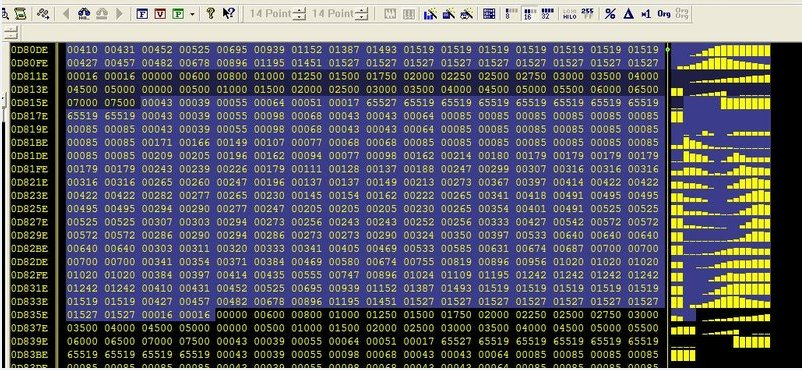 14 Point 14 Point 8 16 32 255 FF % Δ ×1 Org Org
0D80DE 00410 00431 00452 00525 00695 00939 01152 01387 01493 01519 01519 01519 01519 01519 01519 01519
0D80FE 00427 00457 00482 00678 00896 01195 01451 01527 01527 01527 01527 01527 01527 01527 01527 01527
0D811E 00016 00016 00000 00600 00800 01000 01250 01500 01750 02000 02250 02500 02750 03000 03500 04000
0D813E 04500 05000 00000 00500 01000 01500 02000 02500 03000 03500 04000 04500 05000 05500 06000 06500
0D815E 07000 07500 00043 00039 00055 00064 00051 00017 65527 65519 65519 65519 65519 65519 65519 65519
0D817E 65519 65519 00043 00039 00055 00098 00068 00043 00043 00064 00085 00085 00085 00085 00085 00085
0D819E 00085 00085 00043 00039 00055 00098 00068 00043 00043 00064 00085 00085 00085 00085 00085 00085
0D81BE 00085 00085 00171 00166 00149 00107 00077 00068 00068 00085 00085 00085 00085 00085 00085 00085
0D81DE 00085 00085 00209 00205 00196 00162 00094 00077 00098 00162 00214 00180 00179 00179 00179 00179
0D81FE 00179 00179 00243 00239 00226 00179 00111 00128 00137 00188 00247 00299 00307 00316 00316 00316
0D821E 00316 00316 00265 00260 00247 00196 00137 00137 00149 00213 00273 00367 00397 00414 00422 00422
0D823E 00422 00422 00282 00277 00265 00230 00145 00154 00162 00222 00265 00341 00418 00491 00495 00495
0D825E 00495 00495 00294 00290 00277 00247 00205 00205 00205 00230 00265 00354 00401 00491 00525 00525
0D827E 00525 00525 00307 00303 00294 00273 00256 00243 00243 00252 00256 00333 00427 00542 00572 00572
0D829E 00572 00572 00286 00290 00294 00286 00273 00273 00290 00324 00350 00397 00533 00640 00640 00640
0D82BE 00640 00640 00303 00311 00320 00333 00341 00405 00469 00533 00585 00631 00674 00687 00700 00700
0D82DE 00700 00700 00341 00354 00371 00384 00469 00580 00674 00755 00819 00896 00956 01020 01020 01020
0D82FE 01020 01020 00384 00397 00414 00435 00555 00747 00896 01024 01109 01195 01242 01242 01242 01242
0D831E 01242 01242 00410 00431 00452 00525 00695 00939 01152 01387 01493 01519 01519 01519 01519 01519
0D833E 01519 01519 00427 00457 00482 00678 00896 01195 01451 01527 01527 01527 01527 01527 01527 01527
0D835E 01527 01527 00016 00016 00000 00600 00800 01000 01250 01500 01750 02000 02250 02500 02750 03000
0D837E 03500 04000 04500 05000 00000 00500 01000 01500 02000 02500 03000 03500 04000 04500 05000 05500
0D839E 06000 06500 07000 07500 00043 00039 00055 00064 00051 00017 65527 65519 65519 65519 65519 65519
0D83BE 65519 65519 65519 65519 00043 00039 00055 00098 00068 00043 00043 00064 00085 00085 00085 00085